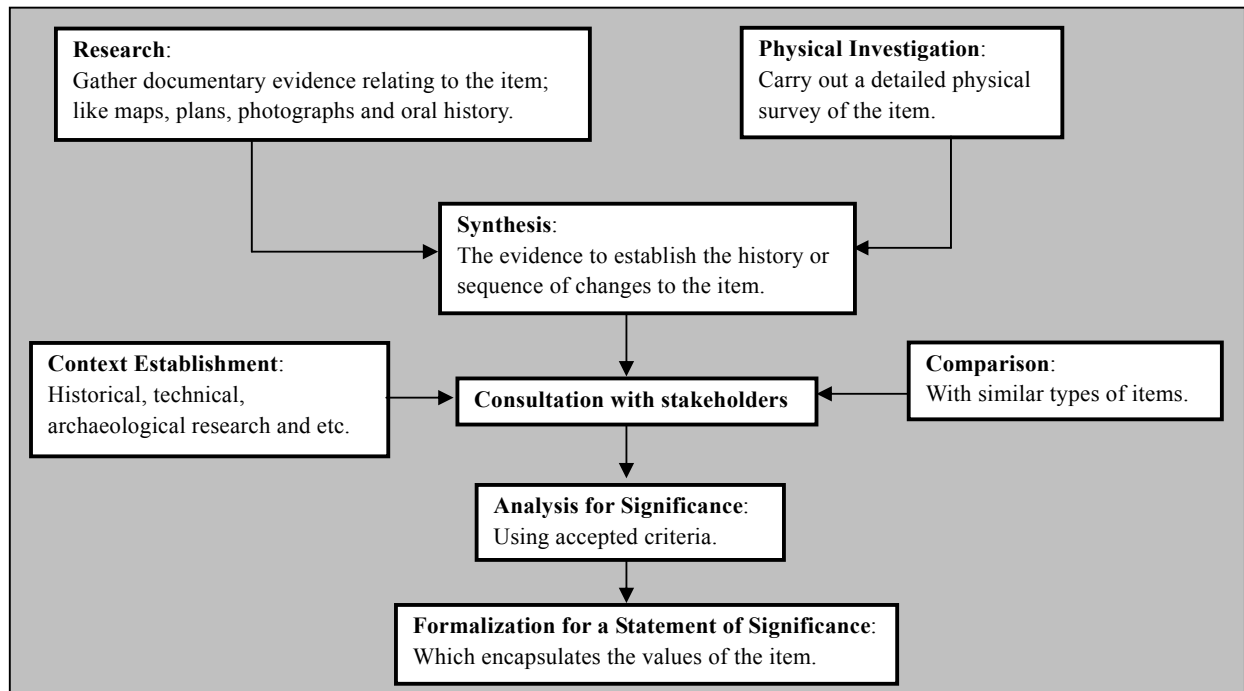 Research:
Gather documentary evidence relating to the item;
like maps, plans, photographs and oral history.
Physical Investigation:
Carry out a detailed physical
survey of the item.
Synthesis:
The evidence to establish the history or
sequence of changes to the item.
Context Establishment:
Historical, technical,
archaeological research and etc.
Consultation with stakeholders
Comparison:
With similar types of items.
Analysis for Significance:
Using accepted criteria.
Formalization for a Statement of Significance:
Which encapsulates the values of the item.